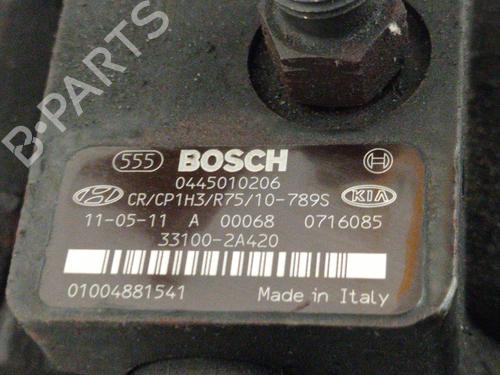 B-PARTS
555 BOSCH
0445010206
CR/CP1H3/R75/10-789S KIA
11-05-11 A 00068 0716085
33100-2A420
01004881541 Made in Italy